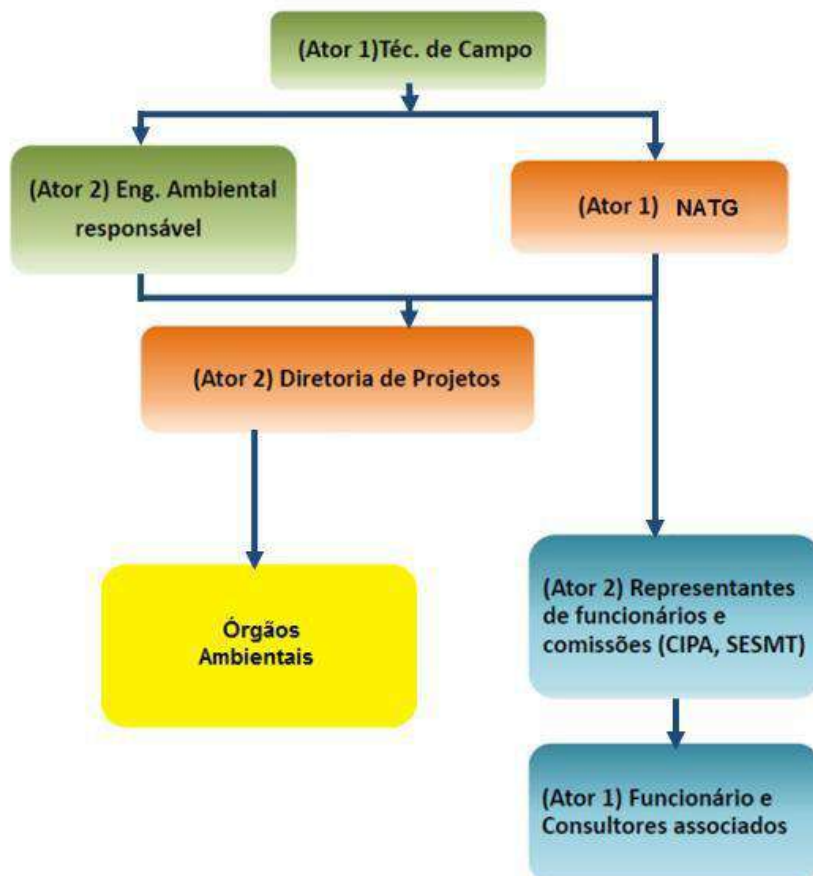 (Ator 1)Téc. de Campo
(Ator 2) Eng. Ambiental
responsável
(Ator 1) NATG
(Ator 2) Diretoria de Projetos
Órgãos
Ambientais
(Ator 2) Representantes
de funcionários e
comissões (CIPA, SESMT)
(Ator 1) Funcionário e
Consultores associados